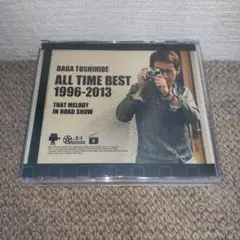 BABA TOSHIHIDE
ALL TIME BEST
1996-2013
THAT MELODY
IN ROAD SHOW